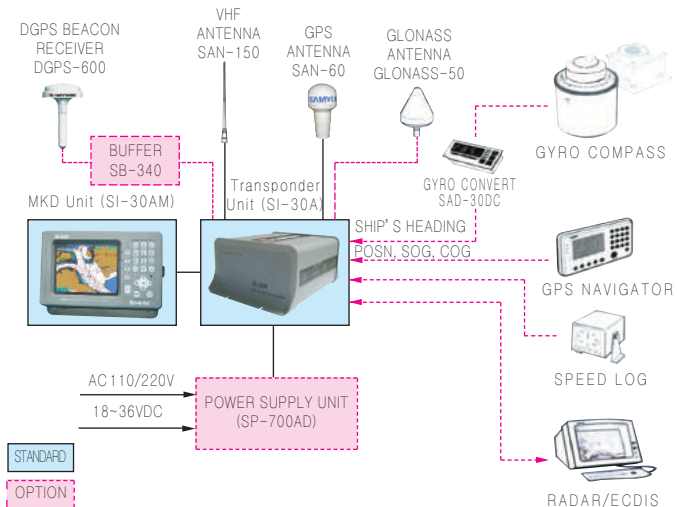 DGPS BEACON
RECEIVER
DGPS-600
VHF
ANTENNA
SAN-150
GPS
ANTENNA
SAN-60
GLONASS
ANTENNA
GLONASS-50
SAMYU
BUFFER
SB-340
GYRO COMPASS
MKD Unit (SI-30AM)
Transponder
Unit (SI-30A)
GYRO CONVERT
SAD-30DC
SHIP'S HEADING
POSN, SOG, COG
GPS NAVIGATOR
SPEED LOG
AC110/220V
18~36VDC
POWER SUPPLY UNIT
(SP-700AD)
STANDARD
OPTION
RADAR/ECDIS